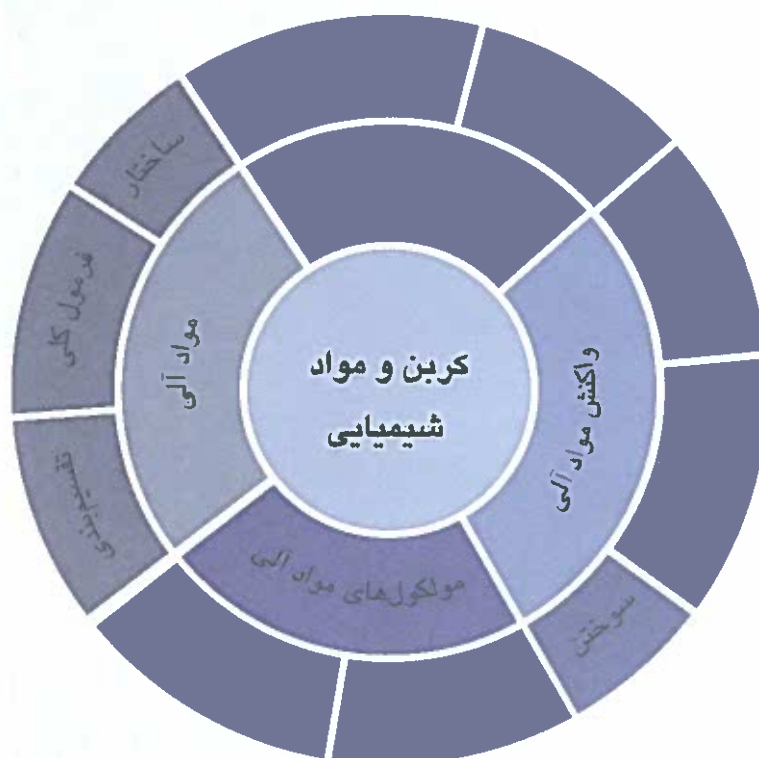 کربن و مواد
شیمیایی
واکنش مواد آلی
سوختن
مولکول‌های مواد آلی
مواد آلی
ساختار
فرمول کلی
تقسیم‌بندی